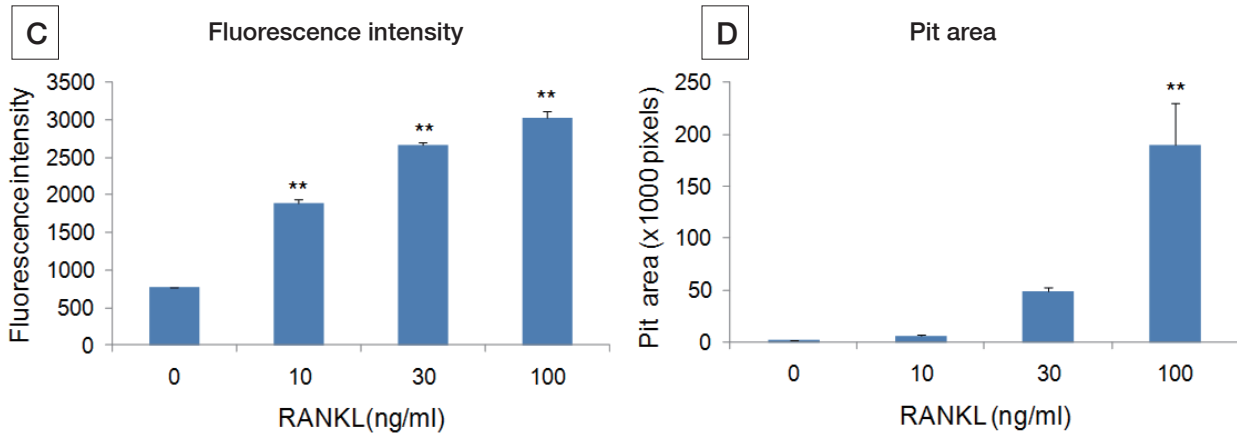 C
Fluorescence intensity
Fluorescence intensity
3500
3000
2500
2000
1500
1000
500
0
**
**
**
0 10 30 100
RANKL(ng/ml)
D
Pit area
Pit area (x1000 pixels)
250
200
150
100
50
0
**
0 10 30 100
RANKL(ng/ml)